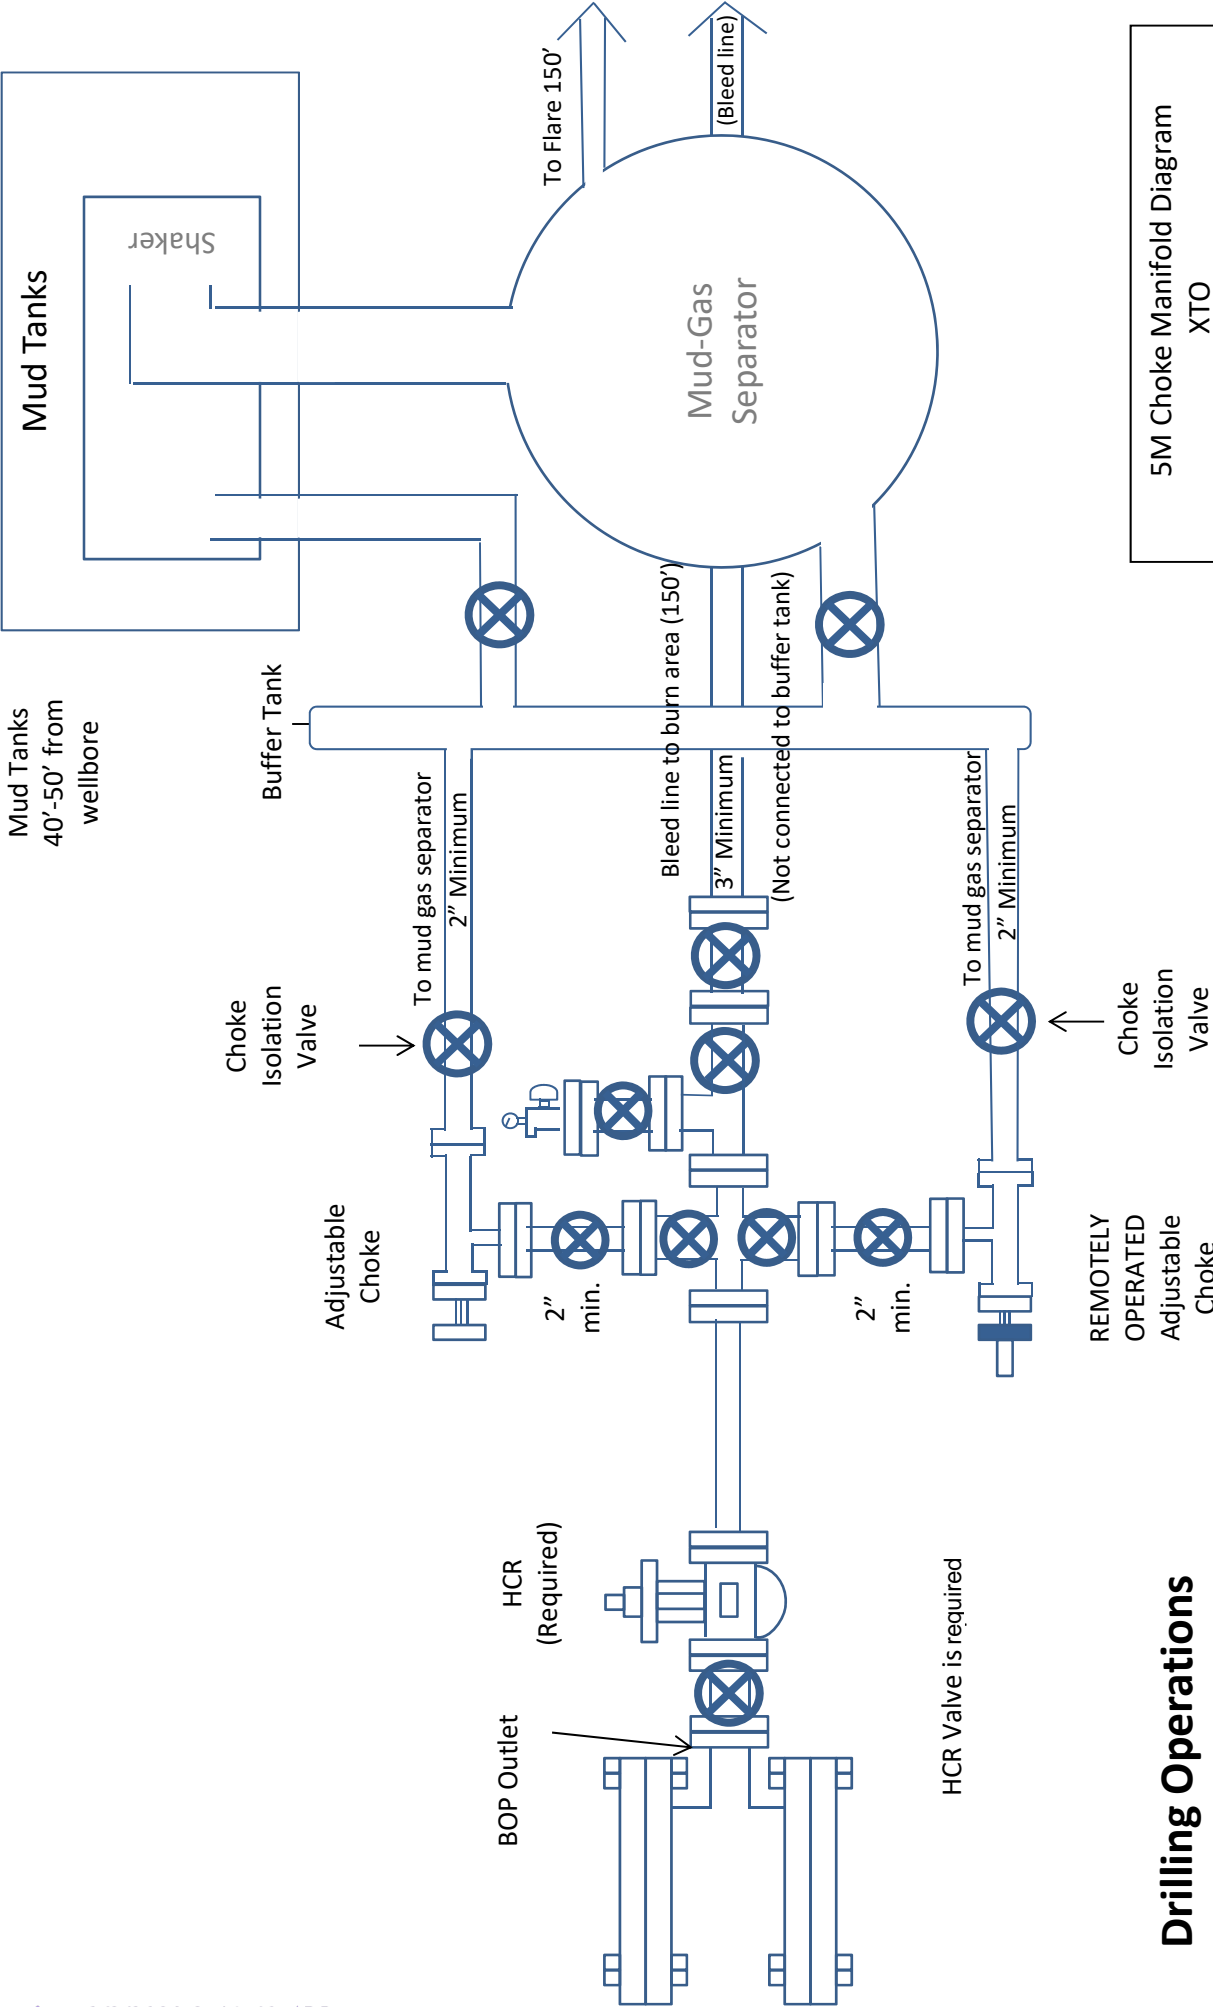 Mud Tanks
40’-50’ from
wellbore
Mud Tanks
Shaker
Buffer Tank
To Flare 150’
(Bleed line)
Mud-Gas
Separator
Choke
Isolation
Valve
To mud gas separator
2” Minimum
Bleed line to burn area (150’)
3” Minimum
(Not connected to buffer tank)
To mud gas separator
2” Minimum
Choke
Isolation
Valve
Adjustable
Choke
2”
min.
2”
min.
REMOTELY
OPERATED
Adjustable
Choke
HCR
(Required)
BOP Outlet
HCR Valve is required
Drilling Operations
5M Choke Manifold Diagram
XTO